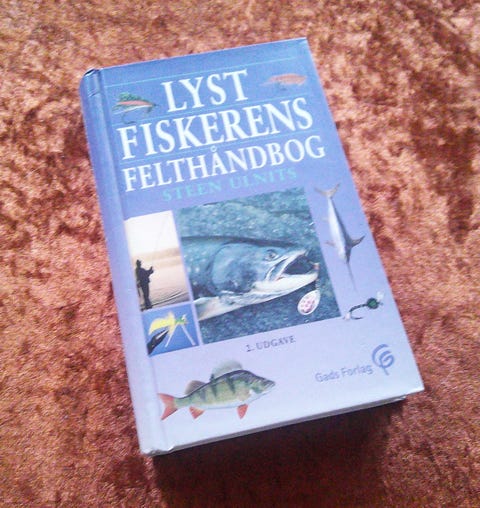 LYST
FISKERENS
FELTHÅNDBOG
STEEN ULNITS
2. UDGAVE
Gads Forlag